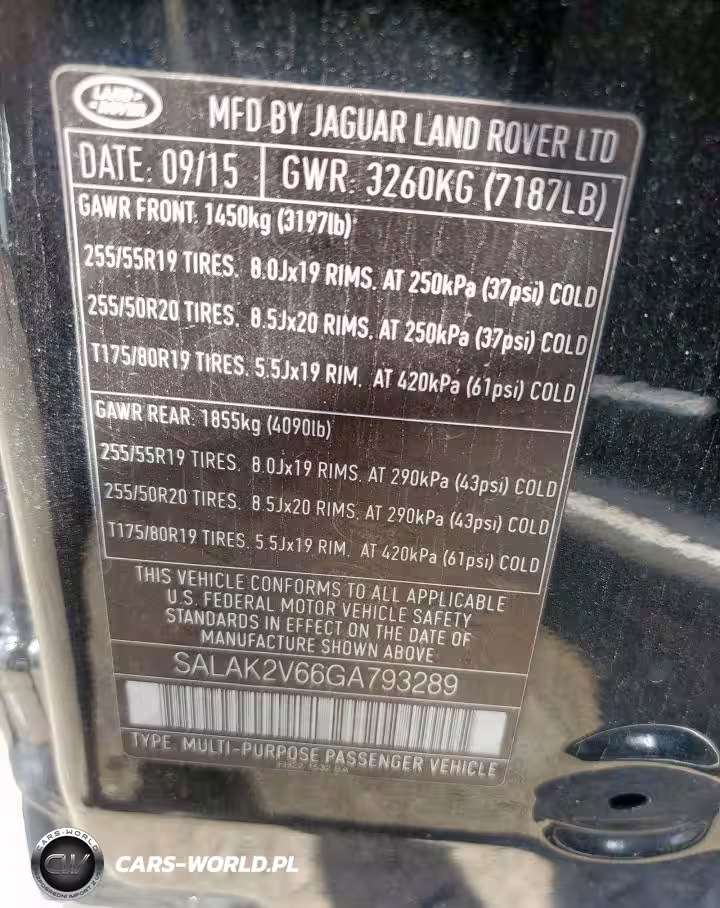 LAND ROVER
MFD BY JAGUAR LAND ROVER LTD
DATE: 09/15 GWR: 3260KG (7187LB)
GAWR FRONT: 1450kg (3197lb)
255/55R19 TIRES. 8.0Jx19 RIMS. AT 250kPa (37psi) COLD
255/50R20 TIRES. 8.5Jx20 RIMS. AT 250kPa (37psi) COLD
T175/80R19 TIRES. 5.5Jx19 RIM. AT 420kPa (61psi) COLD
GAWR REAR: 1855kg (4090lb)
255/55R19 TIRES. 8.0Jx19 RIMS. AT 290kPa (43psi) COLD
255/50R20 TIRES. 8.5Jx20 RIMS. AT 290kPa (43psi) COLD
T175/80R19 TIRES. 5.5Jx19 RIM. AT 420kPa (61psi) COLD
THIS VEHICLE CONFORMS TO ALL APPLICABLE
U.S. FEDERAL MOTOR VEHICLE SAFETY
STANDARDS IN EFFECT ON THE DATE OF
MANUFACTURE SHOWN ABOVE
SALAK2V66GA793289
TYPE: MULTI-PURPOSE PASSENGER VEHICLE
CARS-WORLD
CW
CARS-WORLD.PL